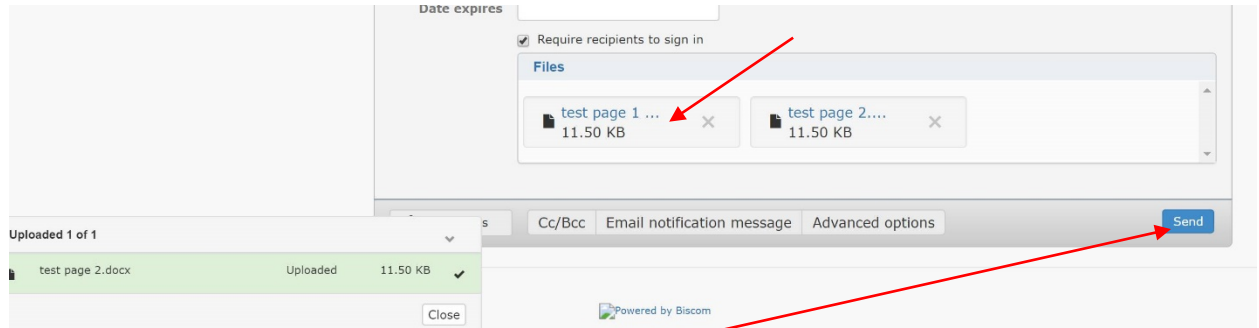 Date expires
Require recipients to sign in
Files
test page 1 ...
11.50 KB
test page 2....
11.50 KB
Cc/Bcc
Email notification message
Advanced options
Send
Uploaded 1 of 1
test page 2.docx
Uploaded
11.50 KB
Close
Powered by Biscom